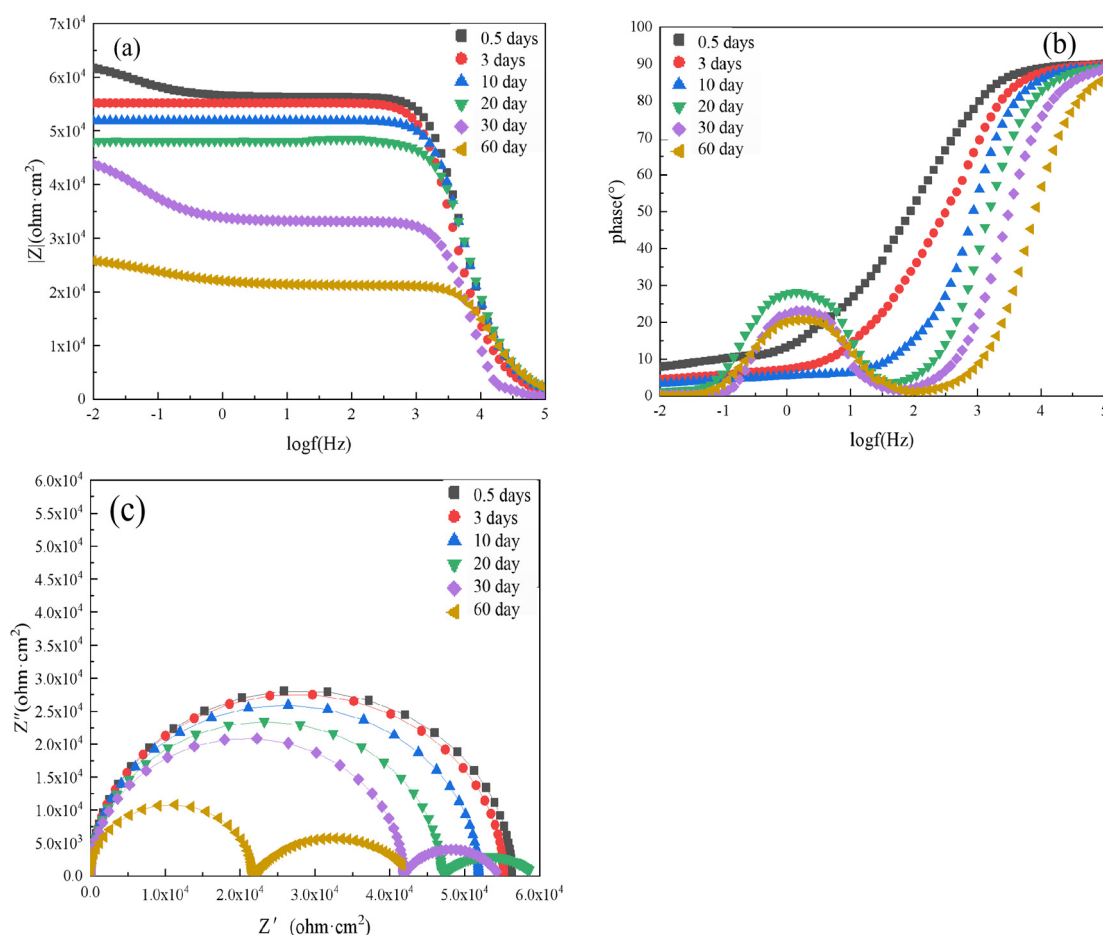 (a)
7x10⁴
6x10⁴
5x10⁴
4x10⁴
3x10⁴
2x10⁴
1x10⁴
0
|Z|(ohm·cm²)
-2 -1 0 1 2 3 4 5
logf(Hz)
0.5 days
3 days
10 day
20 day
30 day
60 day
(b)
100
90
80
70
60
50
40
30
20
10
0
phase(°)
-2 -1 0 1 2 3 4 5
logf(Hz)
0.5 days
3 days
10 day
20 day
30 day
60 day
(c)
6.0x10⁴
5.5x10⁴
5.0x10⁴
4.5x10⁴
4.0x10⁴
3.5x10⁴
3.0x10⁴
2.5x10⁴
2.0x10⁴
1.5x10⁴
1.0x10⁴
5.0x10³
0.0
Z″(ohm·cm²)
0.0 1.0x10⁴ 2.0x10⁴ 3.0x10⁴ 4.0x10⁴ 5.0x10⁴ 6.0x10⁴
Z′ (ohm·cm²)
0.5 days
3 days
10 day
20 day
30 day
60 day